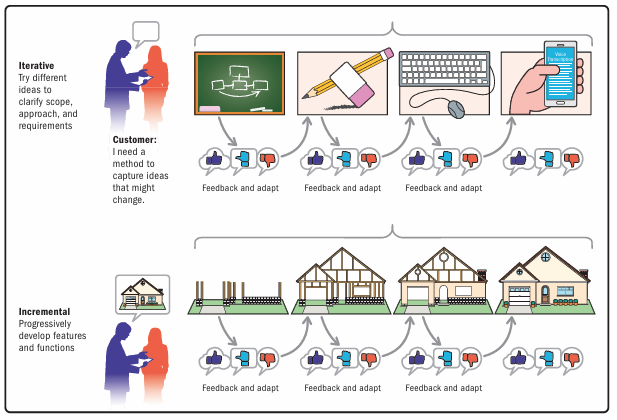 Iterative
Try different
ideas to
clarify scope,
approach, and
requirements
Customer:
I need a
method to
capture ideas
that might
change.
Voice
Transcription
Feedback and adapt
Feedback and adapt
Feedback and adapt
Incremental
Progressively
develop features
and functions
Feedback and adapt
Feedback and adapt
Feedback and adapt